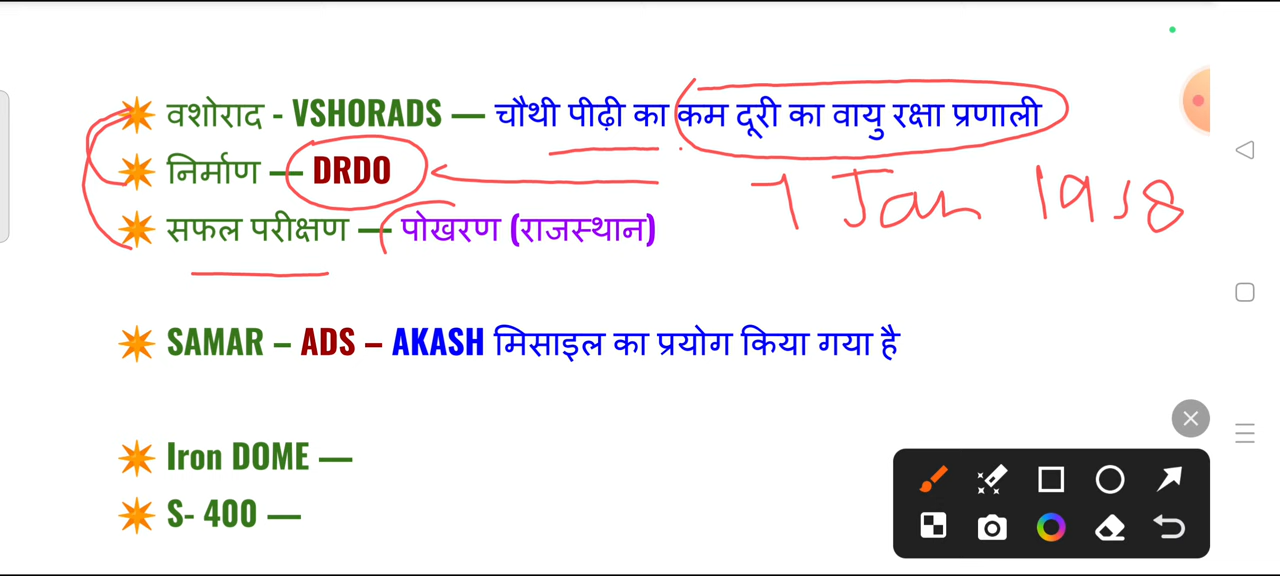 वशोराद - VSHORADS — चौथी पीढ़ी का कम दूरी का वायु रक्षा प्रणाली
निर्माण — DRDO
7 Jan 1958
सफल परीक्षण — पोखरण (राजस्थान)
SAMAR – ADS – AKASH मिसाइल का प्रयोग किया गया है
Iron DOME —
S- 400 —